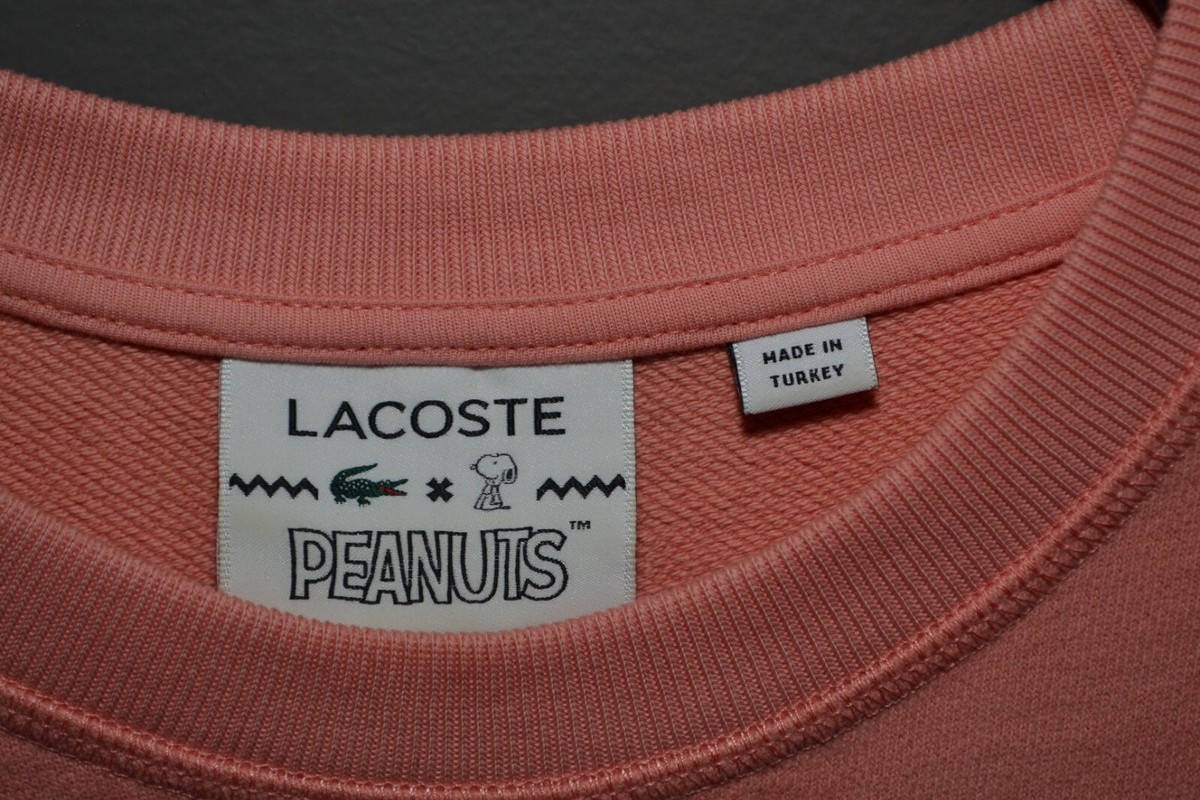 LACOSTE
×
PEANUTS™
MADE IN
TURKEY